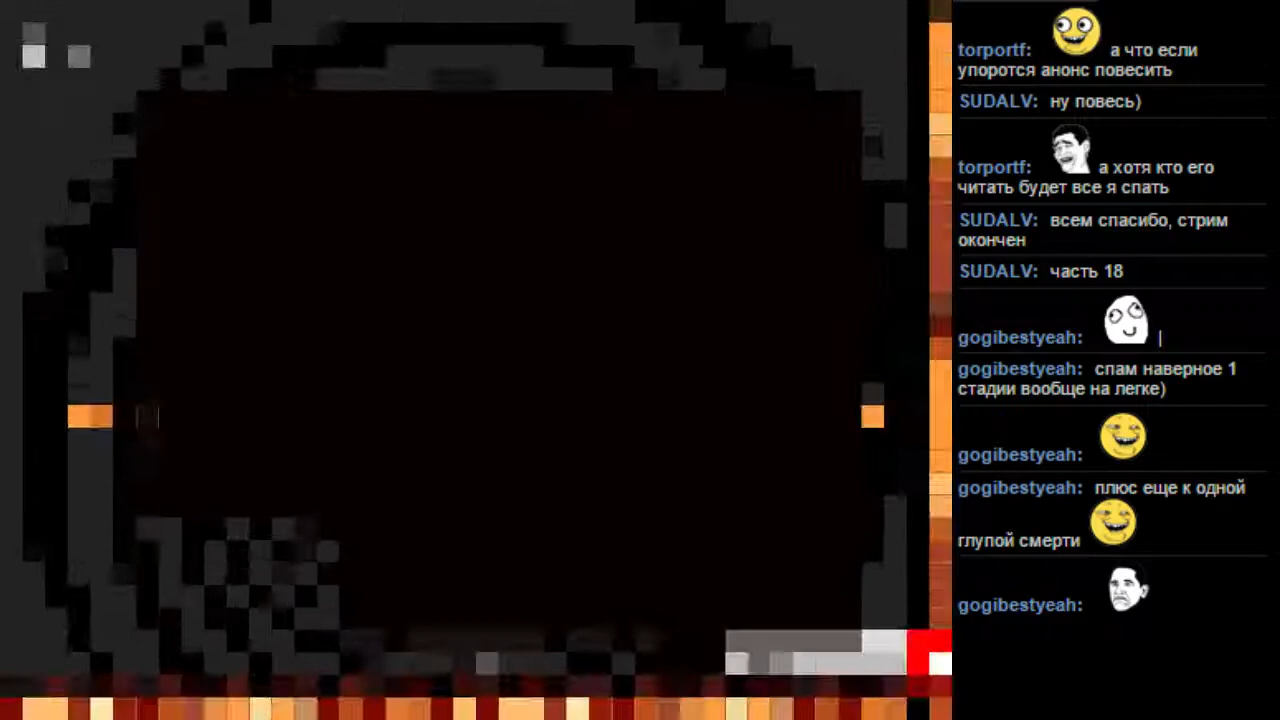 torportf: а что если
упоротся анонс повесить
SUDALV: ну повесь)
torportf: а хотя кто его
читать будет все я спать
SUDALV: всем спасибо, стрим
окончен
SUDALV: часть 18
gogibestyeah: |
gogibestyeah: спам наверное 1
стадии вообще на легке)
gogibestyeah:
gogibestyeah: плюс еще к одной
глупой смерти
gogibestyeah: